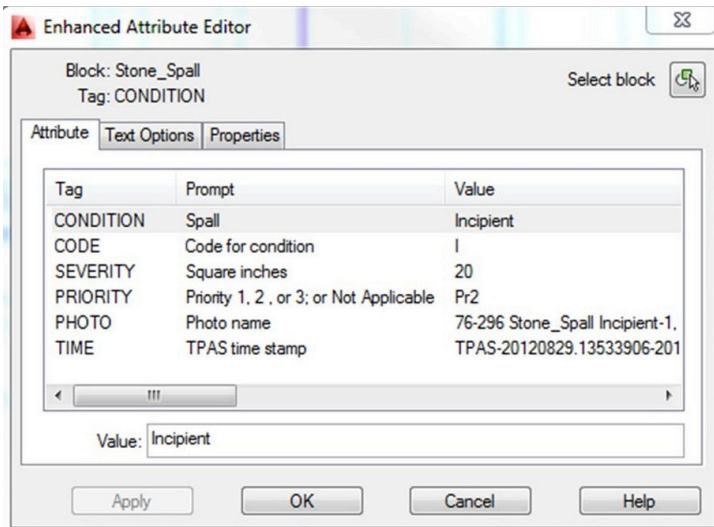 Enhanced Attribute Editor
Block: Stone_Spall
Select block
Tag: CONDITION
Attribute Text Options Properties
Tag Prompt Value
CONDITION Spall Incipient
CODE Code for condition I
SEVERITY Square inches 20
PRIORITY Priority 1, 2 , or 3; or Not Applicable Pr2
PHOTO Photo name 76-296 Stone_Spall Incipient-1,
TIME TPAS time stamp TPAS-20120829.13533906-201
Value: Incipient
Apply OK Cancel Help